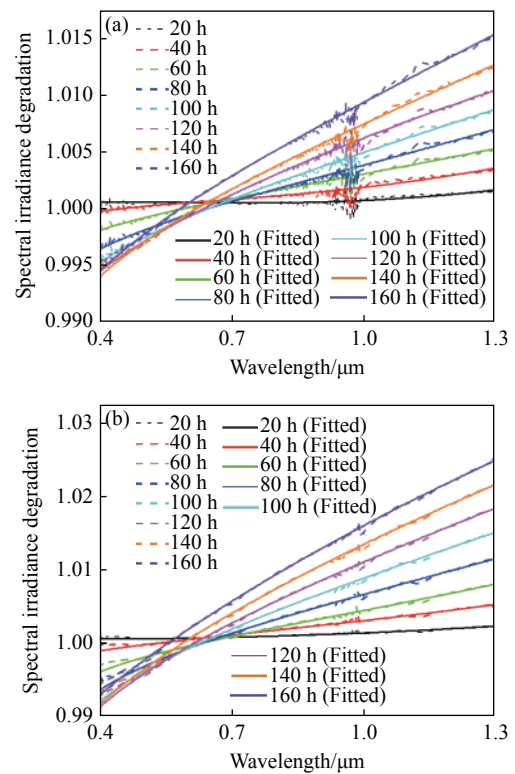 (a)
1.015
1.010
1.005
1.000
0.995
0.990
Spectral irradiance degradation
20 h
40 h
60 h
80 h
100 h
120 h
140 h
160 h
20 h (Fitted)
40 h (Fitted)
60 h (Fitted)
80 h (Fitted)
100 h (Fitted)
120 h (Fitted)
140 h (Fitted)
160 h (Fitted)
0.4 0.7 1.0 1.3
Wavelength/μm
(b)
1.03
1.02
1.01
1.00
0.99
Spectral irradiance degradation
20 h
40 h
60 h
80 h
100 h
120 h
140 h
160 h
20 h (Fitted)
40 h (Fitted)
60 h (Fitted)
80 h (Fitted)
100 h (Fitted)
120 h (Fitted)
140 h (Fitted)
160 h (Fitted)
0.4 0.7 1.0 1.3
Wavelength/μm